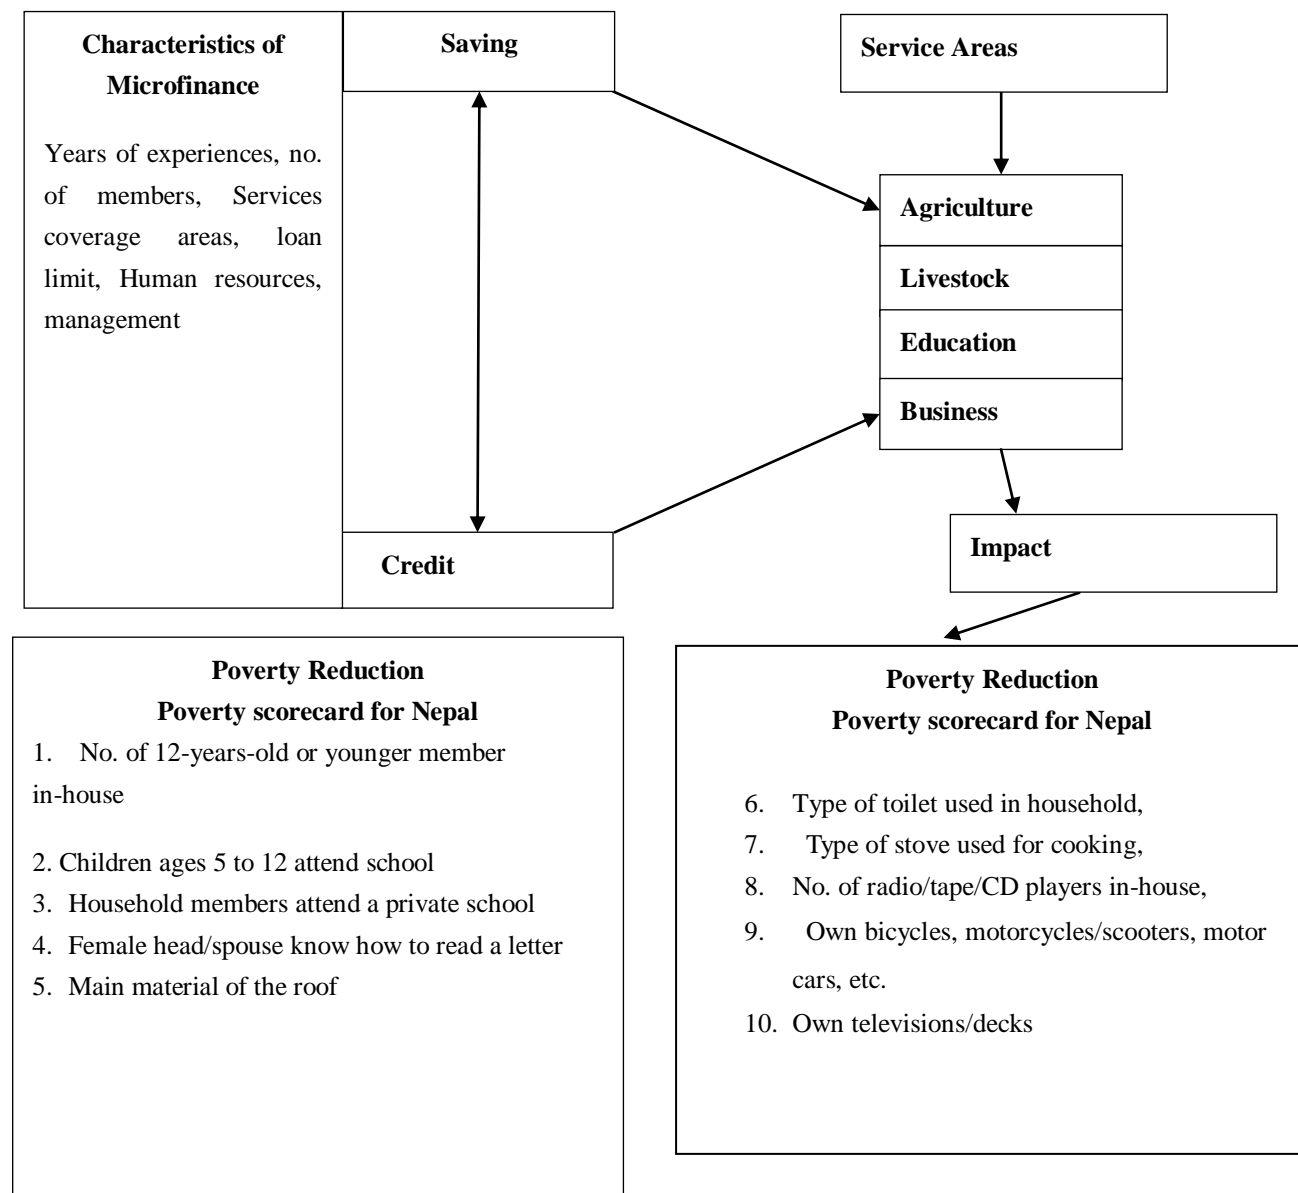 Characteristics of
Microfinance
Years of experiences, no.
of members, Services
coverage areas, loan
limit, Human resources,
management
Saving
Credit
Service Areas
Agriculture
Livestock
Education
Business
Impact
Poverty Reduction
Poverty scorecard for Nepal
1. No. of 12-years-old or younger member
in-house
2. Children ages 5 to 12 attend school
3. Household members attend a private school
4. Female head/spouse know how to read a letter
5. Main material of the roof
Poverty Reduction
Poverty scorecard for Nepal
6. Type of toilet used in household,
7. Type of stove used for cooking,
8. No. of radio/tape/CD players in-house,
9. Own bicycles, motorcycles/scooters, motor
cars, etc.
10. Own televisions/decks